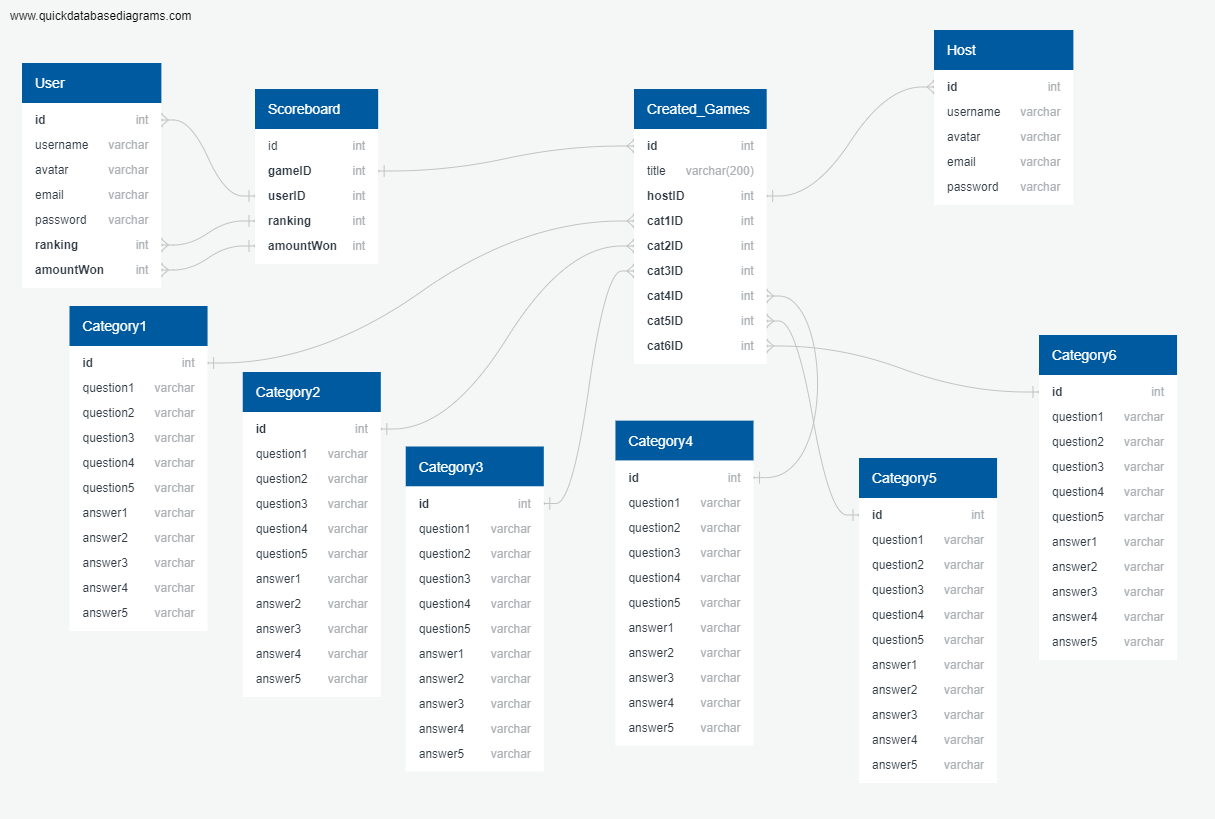 www.quickdatabasediagrams.com
User
id int
username varchar
avatar varchar
email varchar
password varchar
ranking int
amountWon int
Scoreboard
id int
gameID int
userID int
ranking int
amountWon int
Created_Games
id int
title varchar(200)
hostID int
cat1ID int
cat2ID int
cat3ID int
cat4ID int
cat5ID int
cat6ID int
Host
id int
username varchar
avatar varchar
email varchar
password varchar
Category1
id int
question1 varchar
question2 varchar
question3 varchar
question4 varchar
question5 varchar
answer1 varchar
answer2 varchar
answer3 varchar
answer4 varchar
answer5 varchar
Category2
id int
question1 varchar
question2 varchar
question3 varchar
question4 varchar
question5 varchar
answer1 varchar
answer2 varchar
answer3 varchar
answer4 varchar
answer5 varchar
Category3
id int
question1 varchar
question2 varchar
question3 varchar
question4 varchar
question5 varchar
answer1 varchar
answer2 varchar
answer3 varchar
answer4 varchar
answer5 varchar
Category4
id int
question1 varchar
question2 varchar
question3 varchar
question4 varchar
question5 varchar
answer1 varchar
answer2 varchar
answer3 varchar
answer4 varchar
answer5 varchar
Category5
id int
question1 varchar
question2 varchar
question3 varchar
question4 varchar
question5 varchar
answer1 varchar
answer2 varchar
answer3 varchar
answer4 varchar
answer5 varchar
Category6
id int
question1 varchar
question2 varchar
question3 varchar
question4 varchar
question5 varchar
answer1 varchar
answer2 varchar
answer3 varchar
answer4 varchar
answer5 varchar